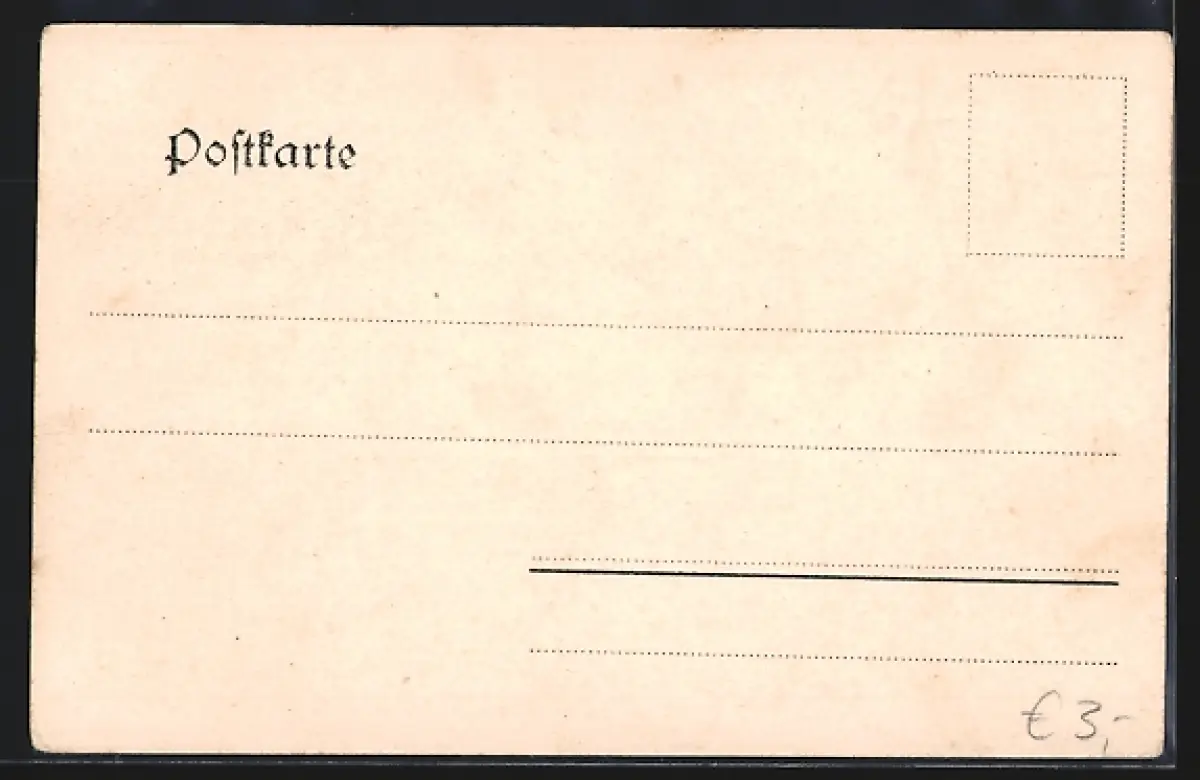 Poſtkarte
€ 3,-